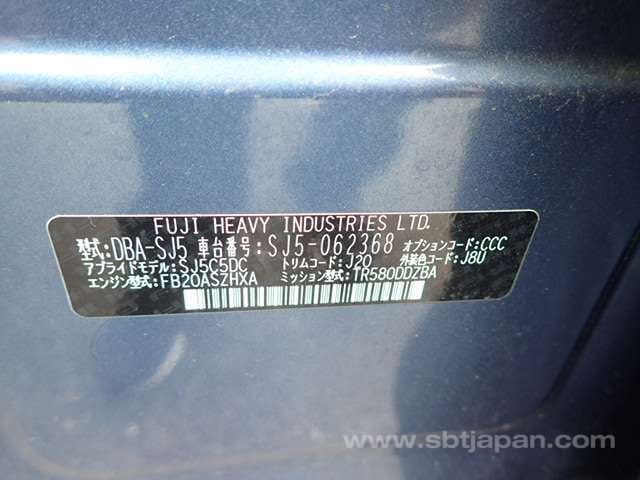 FUJI HEAVY INDUSTRIES LTD.
型式:DBA-SJ5 車台番号:SJ5-062368 オプションコード:CCC
アプライドモデル:SJ5C5DC トリムコード:J20 外装色コード:J8U
エンジン型式:FB20ASZHXA ミッション型式:TR580DDZBA
www.sbtjapan.com